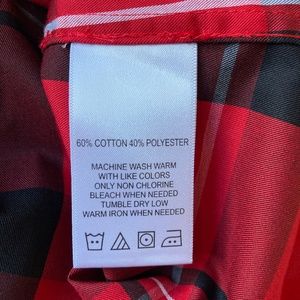 60% COTTON 40% POLYESTER
MACHINE WASH WARM
WITH LIKE COLORS
ONLY NON CHLORINE
BLEACH WHEN NEEDED
TUMBLE DRY LOW
WARM IRON WHEN NEEDED